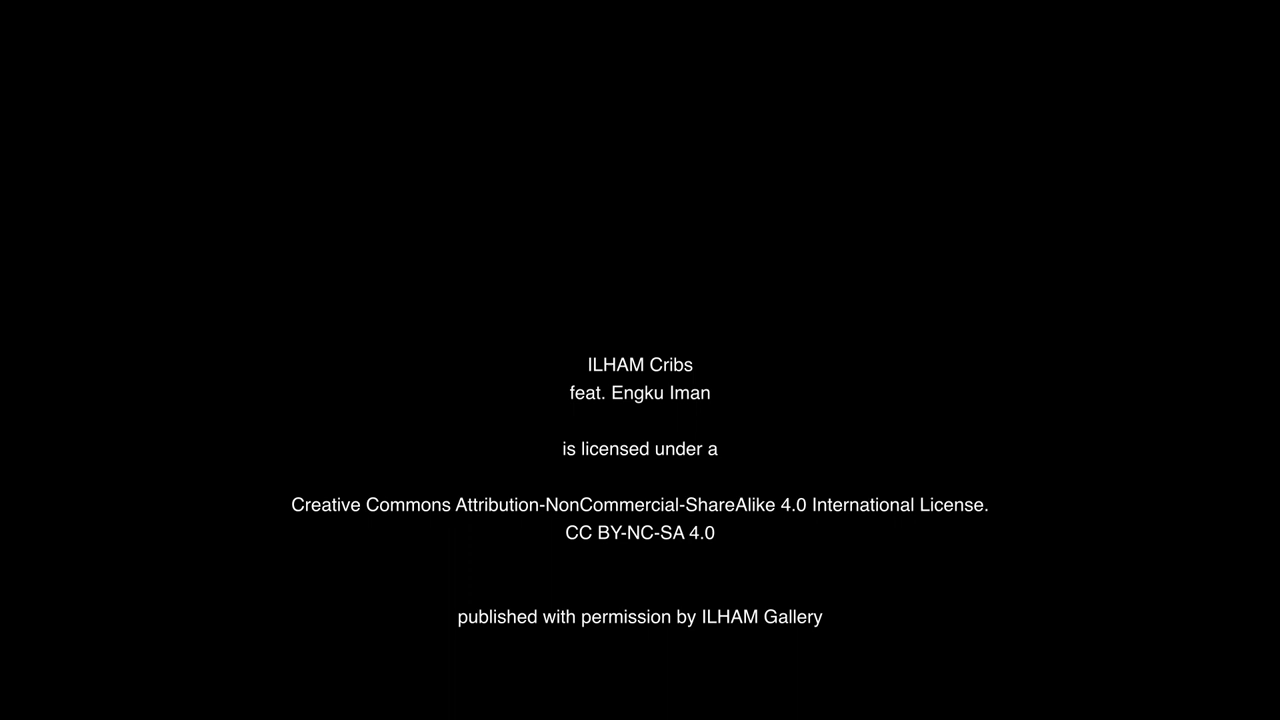 ILHAM Cribs
feat. Engku Iman
is licensed under a
Creative Commons Attribution-NonCommercial-ShareAlike 4.0 International License.
CC BY-NC-SA 4.0
published with permission by ILHAM Gallery